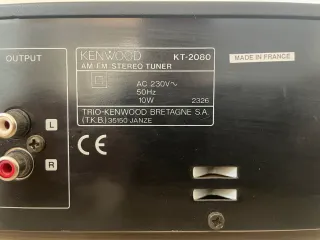 OUTPUT
KENWOOD KT-2080
AM-FM STEREO TUNER
AC 230V~
50Hz
10W 2326
TRIO-KENWOOD BRETAGNE S.A.
(T.K.B.) 35150 JANZE
MADE IN FRANCE
L
R
CE